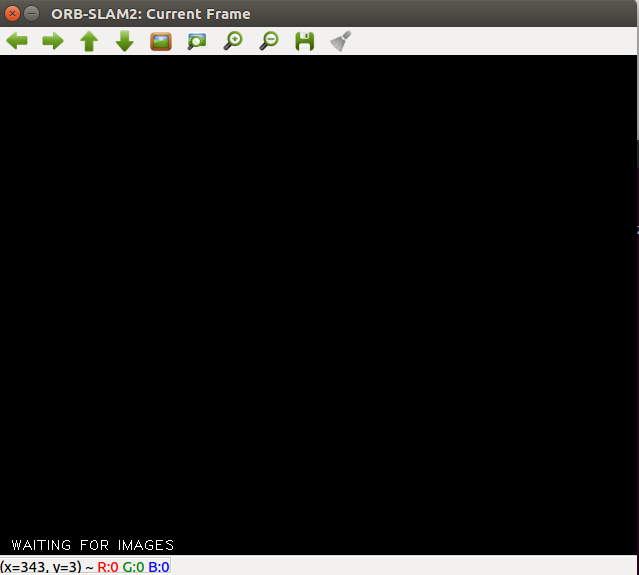 ORB-SLAM2: Current Frame
WAITING FOR IMAGES
(x=343, y=3) ~ R:0 G:0 B:0